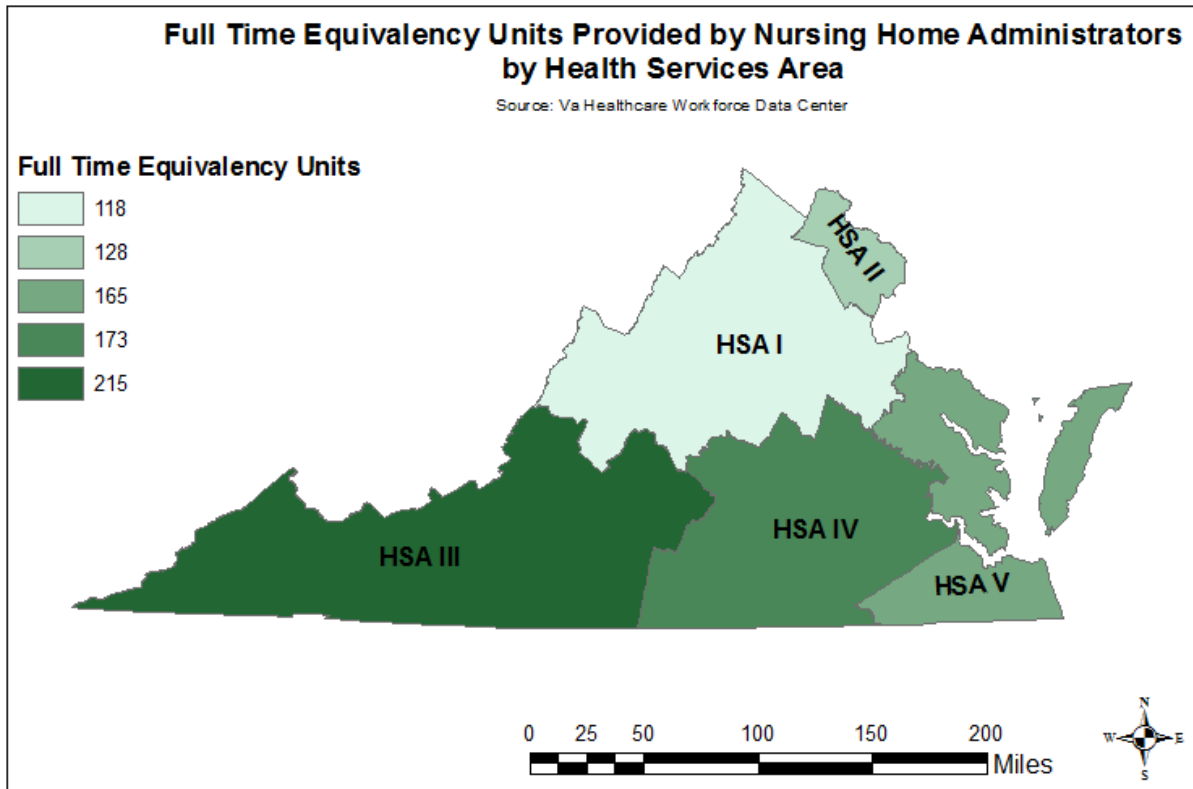 Full Time Equivalency Units Provided by Nursing Home Administrators
by Health Services Area
Source: Va Healthcare Workforce Data Center
Full Time Equivalency Units
118
128
165
173
215
HSA II
HSA I
HSA IV
HSA III
HSA V
0 25 50 100 150 200
Miles
N
W E
S